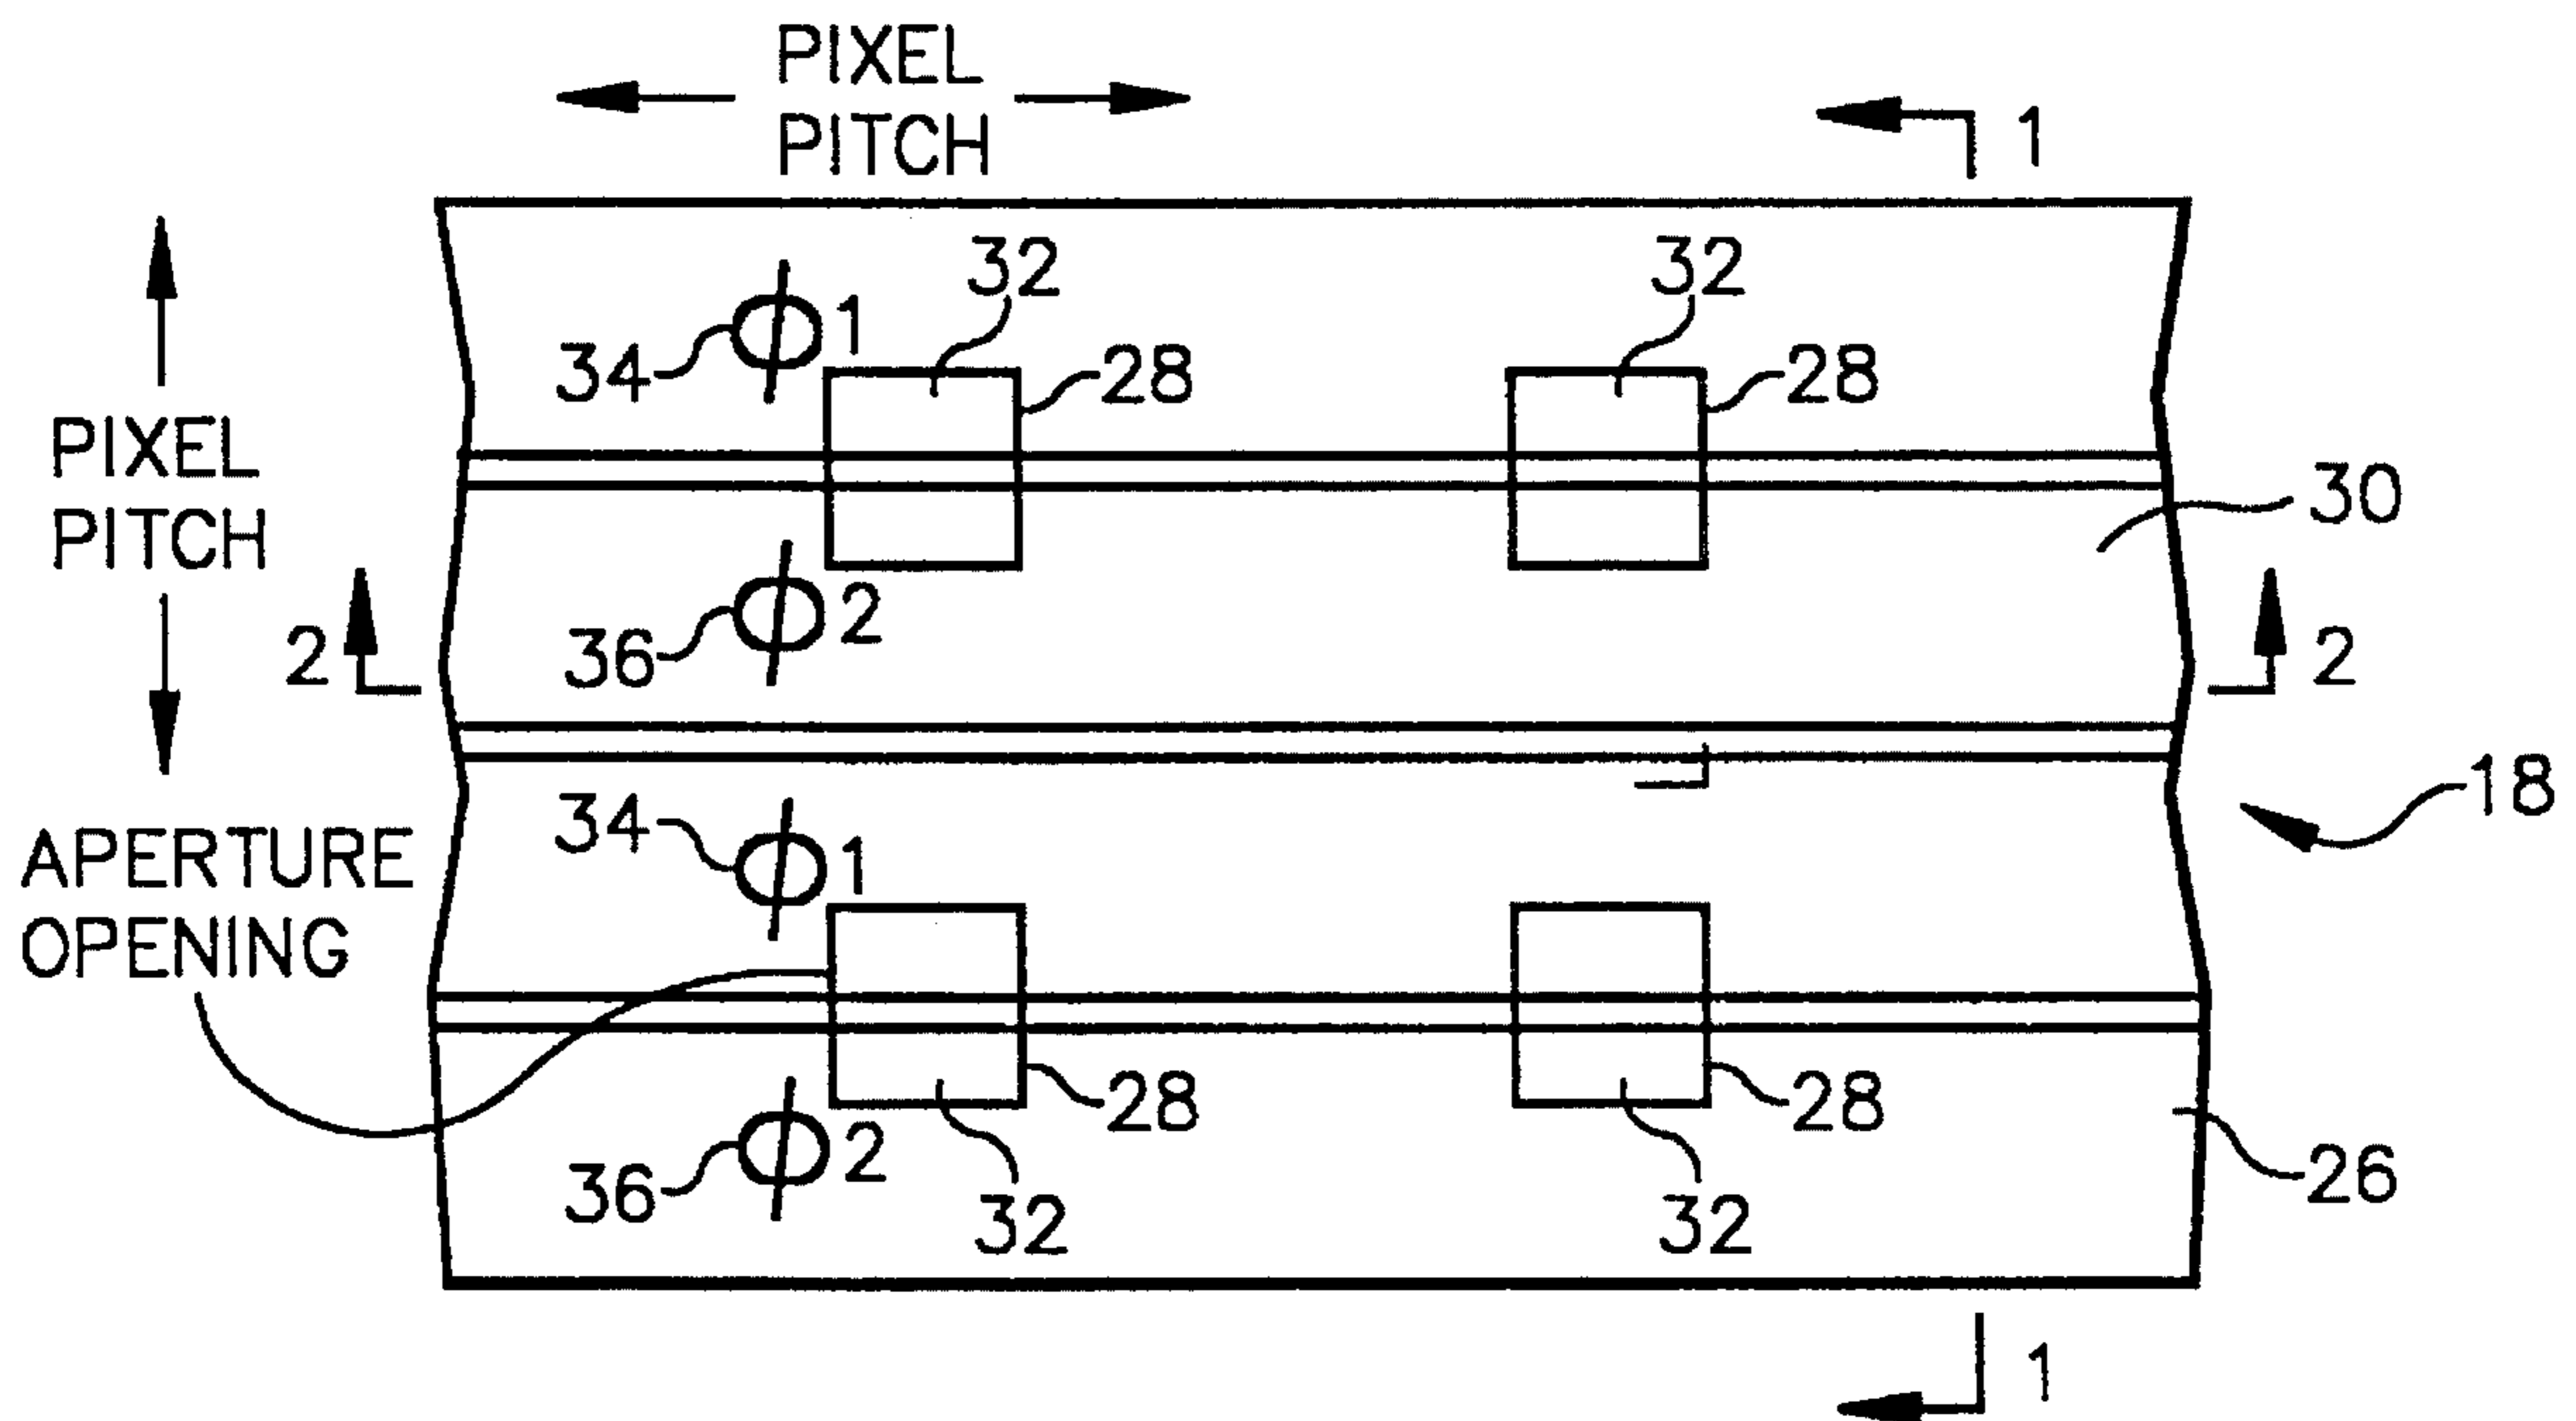 PIXEL
PITCH
1
32
32
34
Φ1
28
28
PIXEL
PITCH
30
36
Φ2
2
2
34
Φ1
18
APERTURE
OPENING
28
28
36
Φ2
26
32
32
1